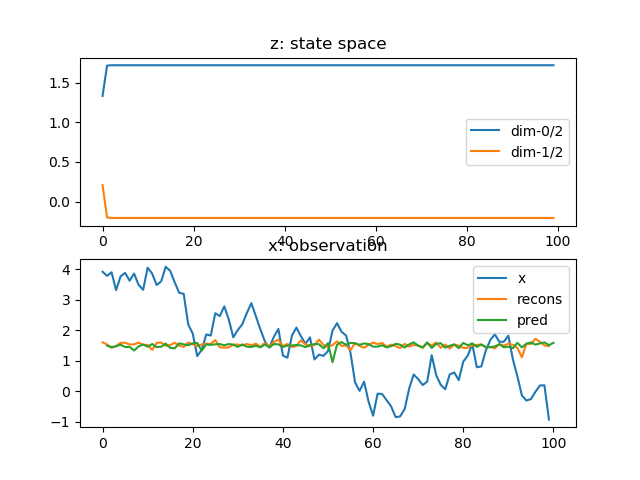 z: state space
1.5
1.0
0.5
0.0
dim-0/2
dim-1/2
0 20 40 60 80 100
x: observation
4
3
2
1
0
−1
x
recons
pred
0 20 40 60 80 100